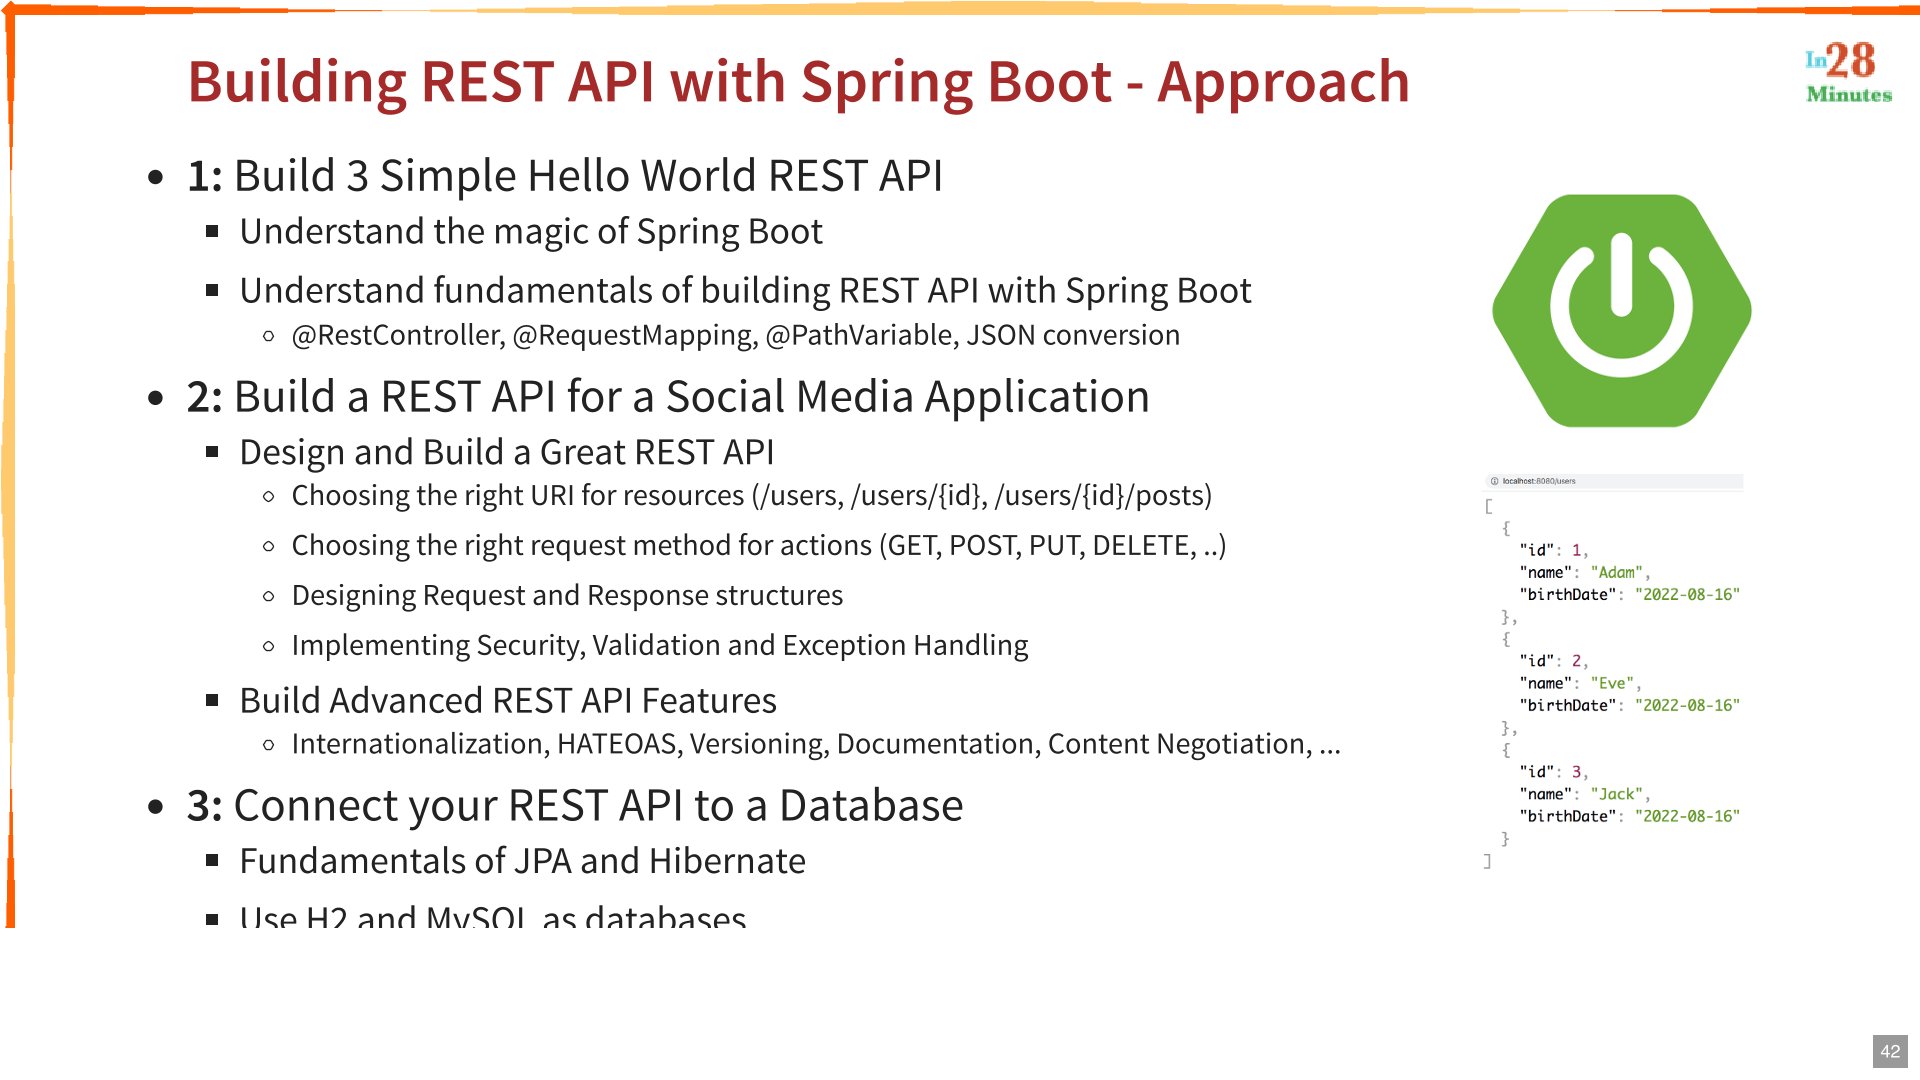 Building REST API with Spring Boot - Approach
In28
Minutes
1: Build 3 Simple Hello World REST API
Understand the magic of Spring Boot
Understand fundamentals of building REST API with Spring Boot
@RestController, @RequestMapping, @PathVariable, JSON conversion
2: Build a REST API for a Social Media Application
Design and Build a Great REST API
Choosing the right URI for resources (/users, /users/{id}, /users/{id}/posts)
Choosing the right request method for actions (GET, POST, PUT, DELETE, ..)
Designing Request and Response structures
Implementing Security, Validation and Exception Handling
Build Advanced REST API Features
Internationalization, HATEOAS, Versioning, Documentation, Content Negotiation, ...
3: Connect your REST API to a Database
Fundamentals of JPA and Hibernate
Use H2 and MySQL as databases
localhost:8080/users
[
{
"id": 1,
"name": "Adam",
"birthDate": "2022-08-16"
},
{
"id": 2,
"name": "Eve",
"birthDate": "2022-08-16"
},
{
"id": 3,
"name": "Jack",
"birthDate": "2022-08-16"
}
]
42